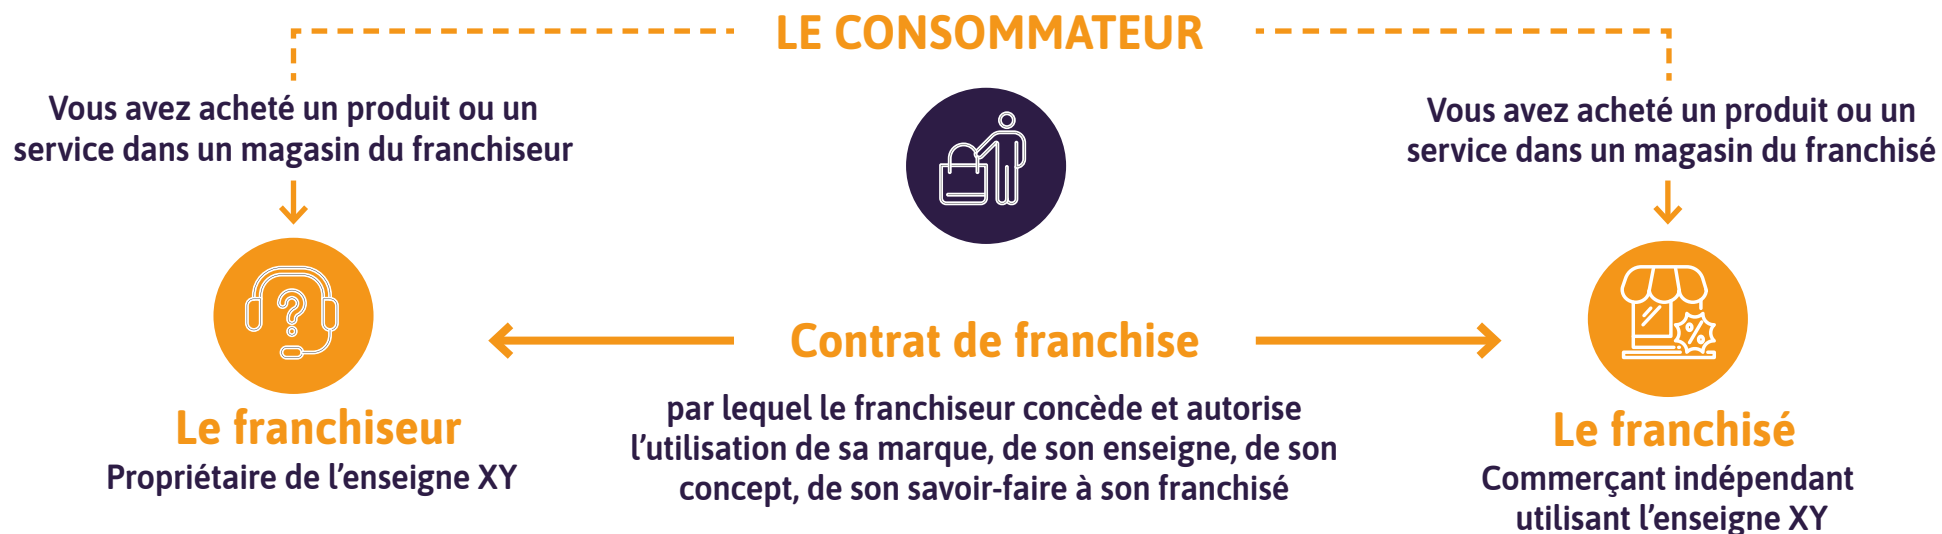 LE CONSOMMATEUR
Vous avez acheté un produit ou un
service dans un magasin du franchiseur
Vous avez acheté un produit ou un
service dans un magasin du franchisé
?
%
Le franchiseur
Propriétaire de l’enseigne XY
Contrat de franchise
par lequel le franchiseur concède et autorise
l’utilisation de sa marque, de son enseigne, de son
concept, de son savoir-faire à son franchisé
Le franchisé
Commerçant indépendant
utilisant l’enseigne XY